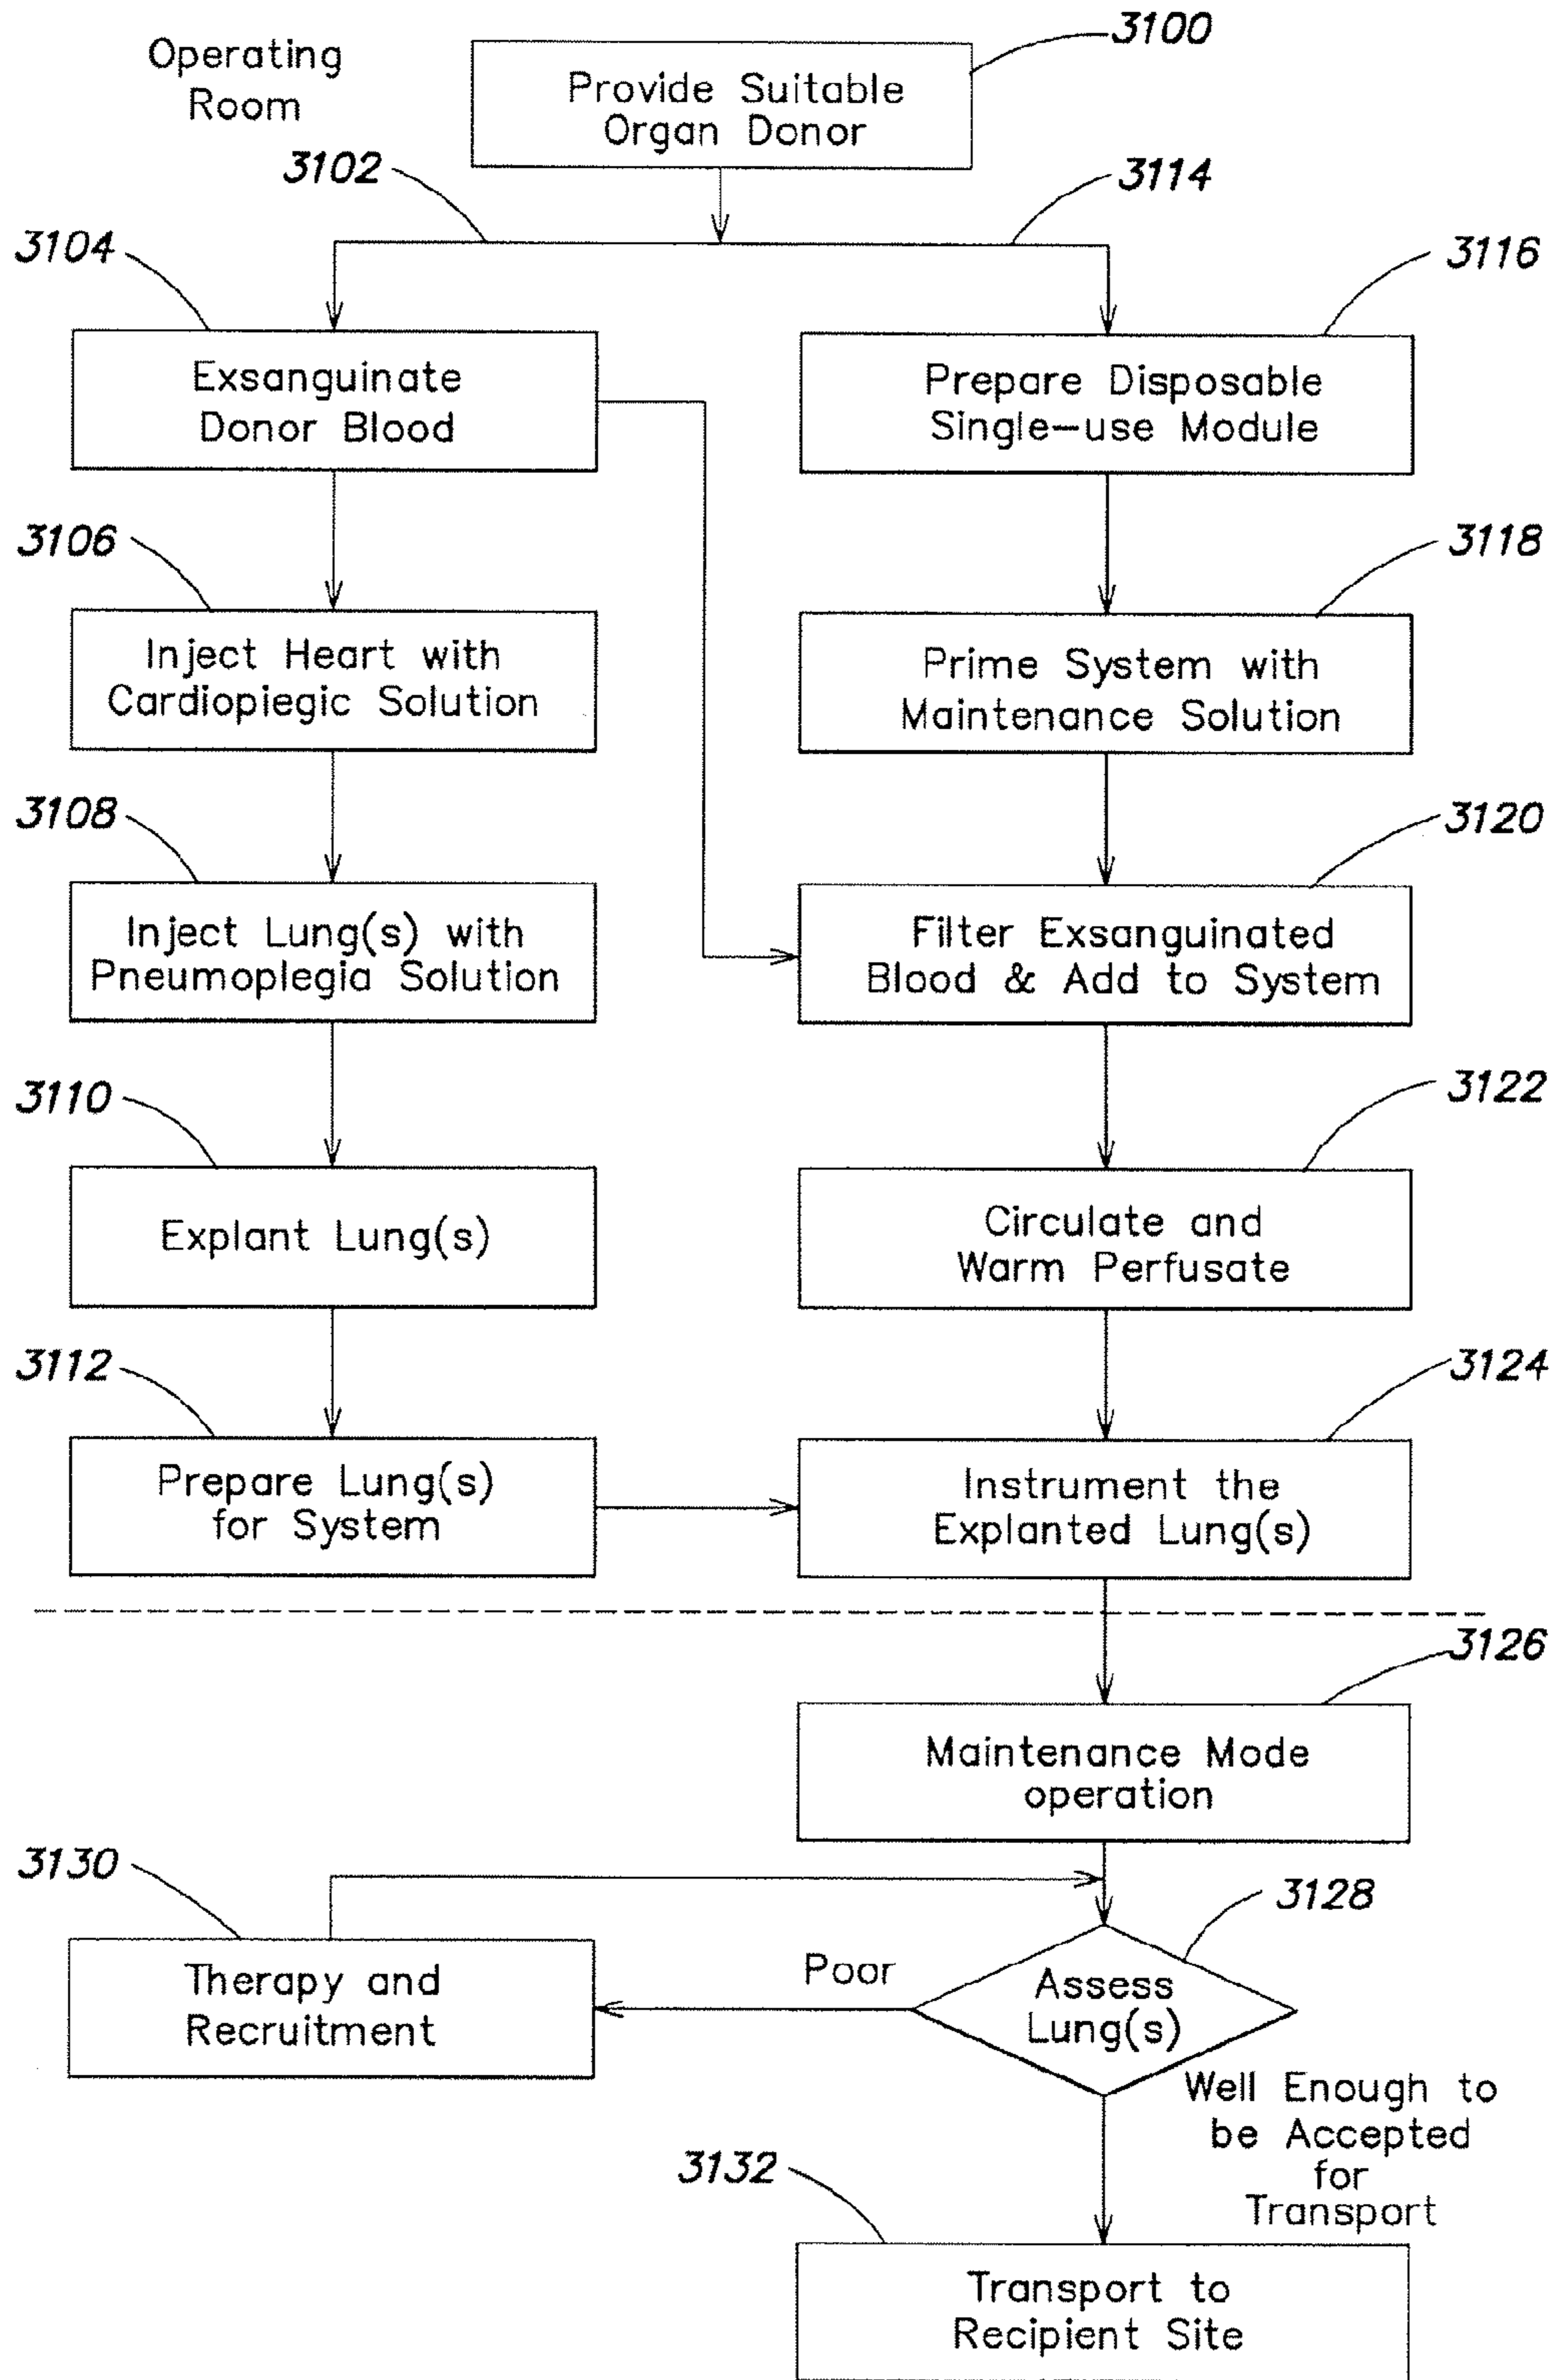 Operating
Room
3100
Provide Suitable
Organ Donor
3102
3114
3104
Exsanguinate
Donor Blood
3116
Prepare Disposable
Single-use Module
3106
Inject Heart with
Cardiopiegic Solution
3118
Prime System with
Maintenance Solution
3108
Inject Lung(s) with
Pneumoplegia Solution
3120
Filter Exsanguinated
Blood & Add to System
3110
Explant Lung(s)
3122
Circulate and
Warm Perfusate
3112
Prepare Lung(s)
for System
3124
Instrument the
Explanted Lung(s)
3126
Maintenance Mode
operation
3130
Therapy and
Recruitment
Poor
3128
Assess
Lung(s)
Well Enough to
be Accepted
for
Transport
3132
Transport to
Recipient Site